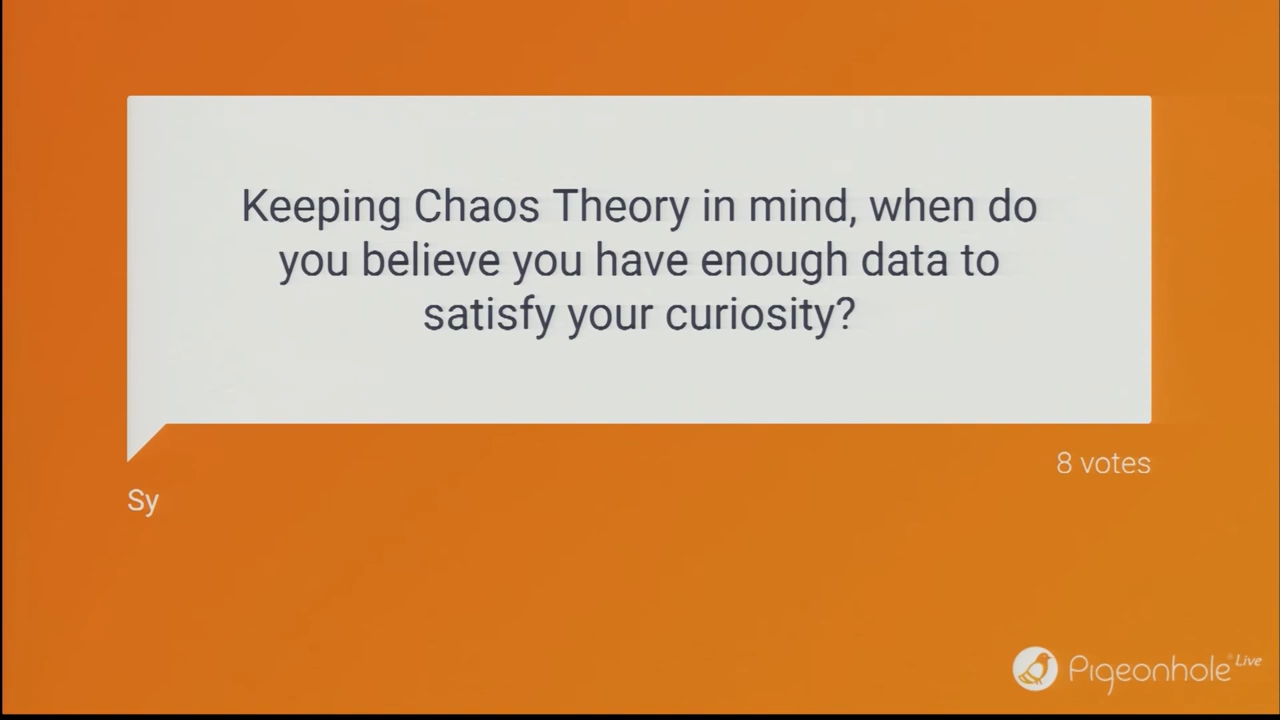 Keeping Chaos Theory in mind, when do
you believe you have enough data to
satisfy your curiosity?
8 votes
Sy
Pigeonhole Live